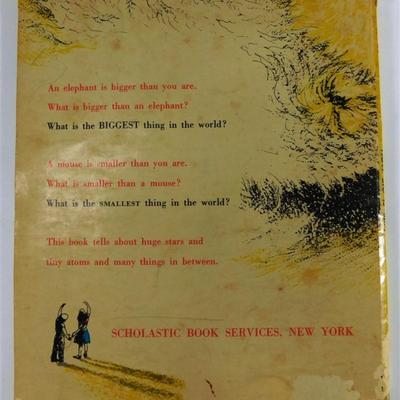 An elephant is bigger than you are.
What is bigger than an elephant?
What is the BIGGEST thing in the world?
A mouse is smaller than you are.
What is smaller than a mouse?
What is the SMALLEST thing in the world?
This book tells about huge stars and
tiny atoms and many things in between.
SCHOLASTIC BOOK SERVICES, NEW YORK